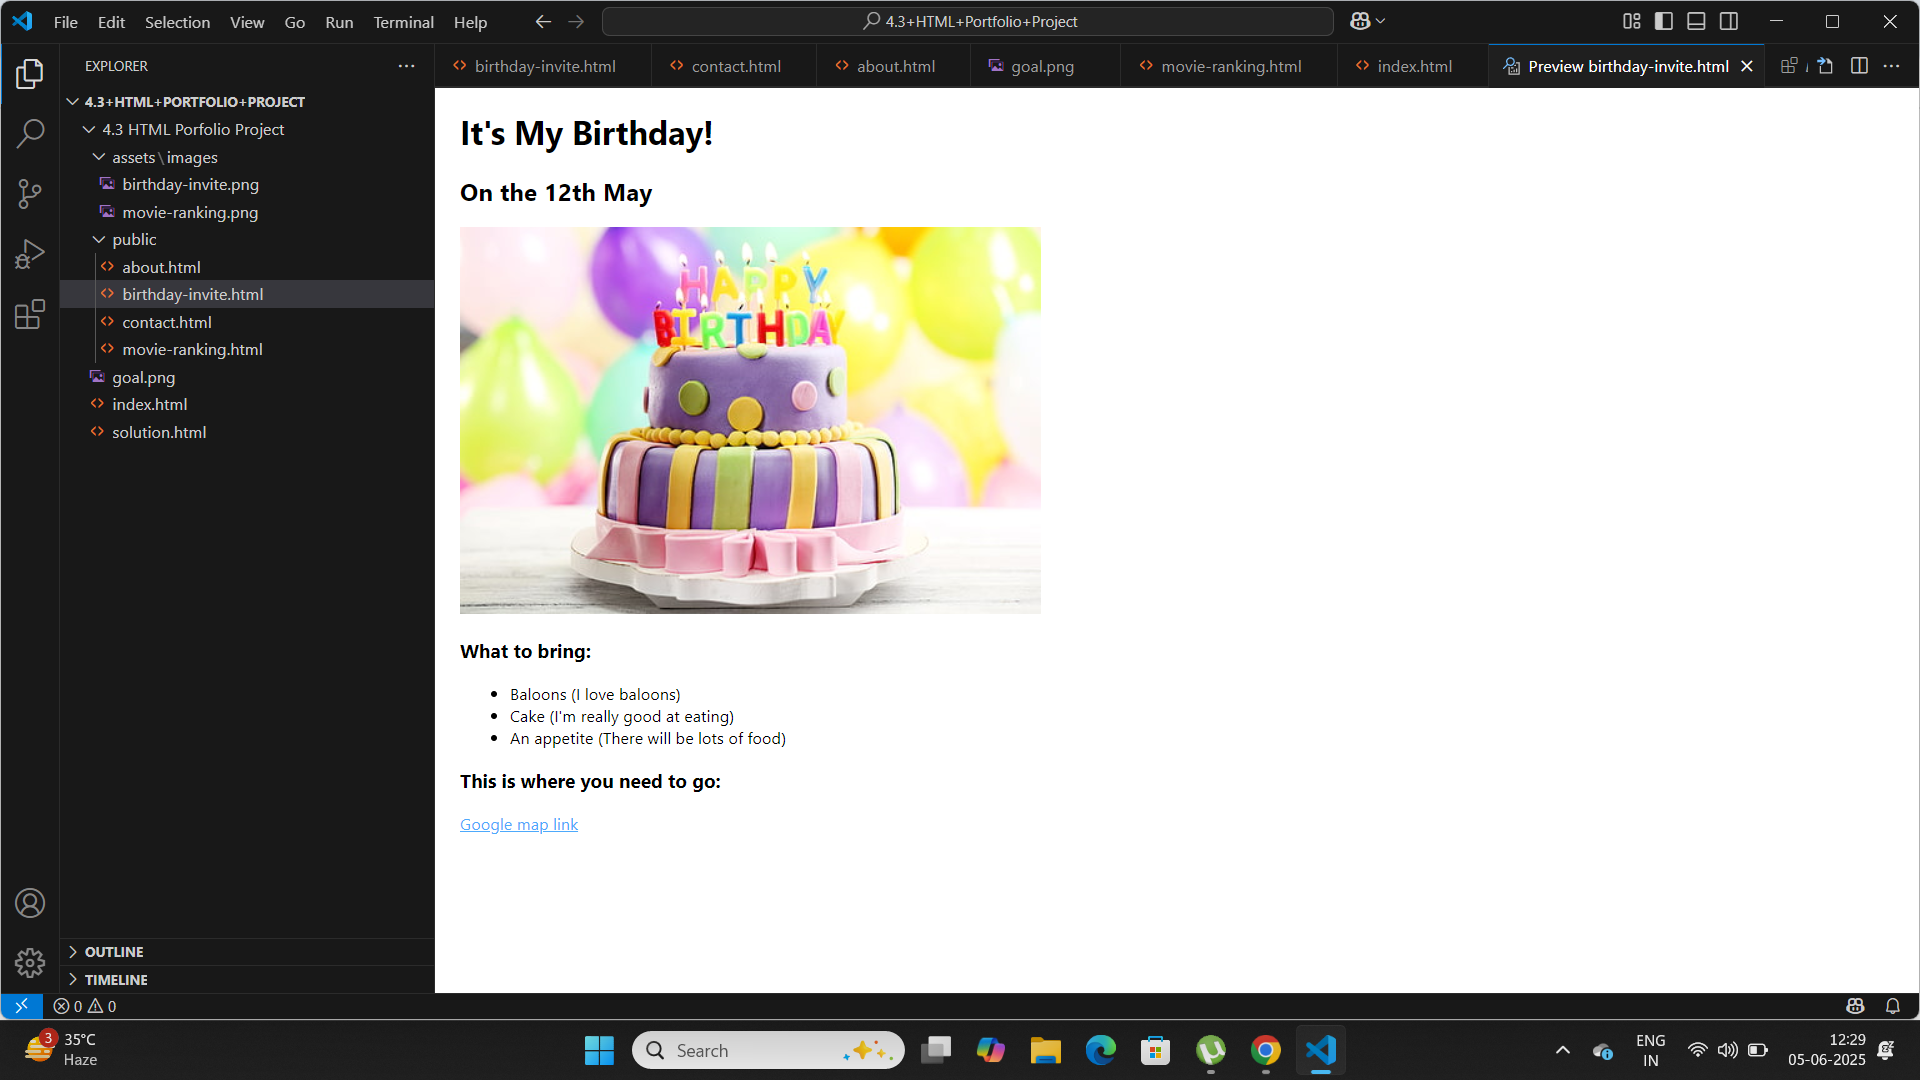 File Edit Selection View Go Run Terminal Help
4.3+HTML+Portfolio+Project
EXPLORER
birthday-invite.html
contact.html
about.html
goal.png
movie-ranking.html
index.html
Preview birthday-invite.html
4.3+HTML+PORTFOLIO+PROJECT
4.3 HTML Porfolio Project
assets\images
birthday-invite.png
movie-ranking.png
public
about.html
birthday-invite.html
contact.html
movie-ranking.html
goal.png
index.html
solution.html
OUTLINE
TIMELINE
It's My Birthday!
On the 12th May
HAPPY
BIRTHDAY
What to bring:
Baloons (I love baloons)
Cake (I'm really good at eating)
An appetite (There will be lots of food)
This is where you need to go:
Google map link
0 0
3
35°C
Haze
Search
ENG
IN
12:29
05-06-2025